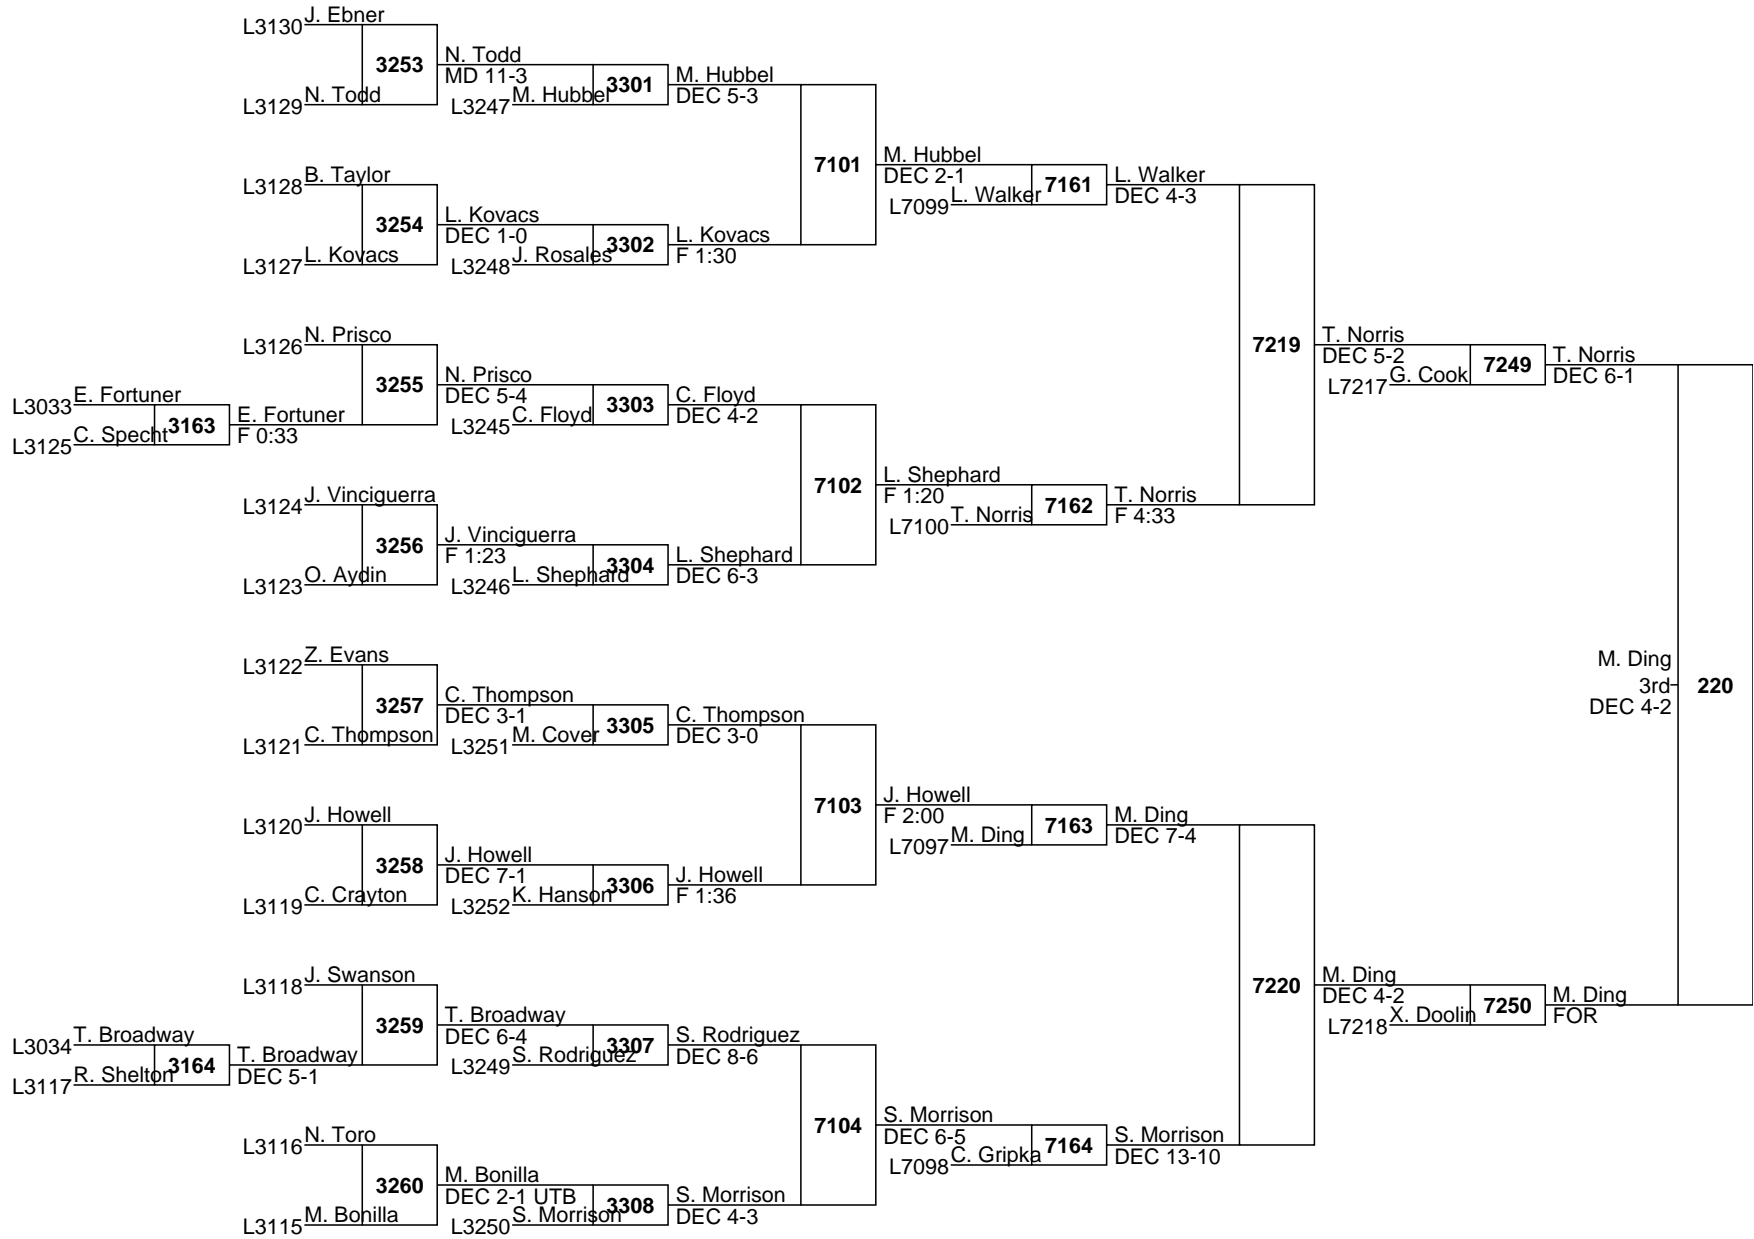 J. Ebner
L3130
3253
N. Todd
MD 11-3
N. Todd
L3129
M. Hubbel
L3247
3301
M. Hubbel
DEC 5-3
7101
B. Taylor
L3128
3254
L. Kovacs
DEC 1-0
L. Kovacs
L3127
J. Rosales
L3248
3302
L. Kovacs
F 1:30
M. Hubbel
DEC 2-1
L. Walker
L7099
7161
L. Walker
DEC 4-3
N. Prisco
L3126
E. Fortuner
L3033
C. Specht
L3125
3163
E. Fortuner
F 0:33
3255
N. Prisco
DEC 5-4
C. Floyd
L3245
3303
C. Floyd
DEC 4-2
7102
J. Vinciguerra
L3124
3256
J. Vinciguerra
F 1:23
O. Aydin
L3123
L. Shephard
L3246
3304
L. Shephard
DEC 6-3
L. Shephard
F 1:20
T. Norris
L7100
7162
T. Norris
F 4:33
7219
T. Norris
DEC 5-2
G. Cook
L7217
7249
T. Norris
DEC 6-1
Z. Evans
L3122
3257
C. Thompson
DEC 3-1
C. Thompson
L3121
M. Cover
L3251
3305
C. Thompson
DEC 3-0
7103
J. Howell
L3120
3258
J. Howell
DEC 7-1
C. Crayton
L3119
K. Hanson
L3252
3306
J. Howell
F 1:36
J. Howell
F 2:00
M. Ding
L7097
7163
M. Ding
DEC 7-4
M. Ding
3rd
DEC 4-2
220
J. Swanson
L3118
T. Broadway
L3034
R. Shelton
L3117
3164
T. Broadway
DEC 5-1
3259
T. Broadway
DEC 6-4
S. Rodriguez
L3249
3307
S. Rodriguez
DEC 8-6
7104
N. Toro
L3116
3260
M. Bonilla
DEC 2-1 UTB
M. Bonilla
L3115
S. Morrison
L3250
3308
S. Morrison
DEC 4-3
S. Morrison
DEC 6-5
C. Gripka
L7098
7164
S. Morrison
DEC 13-10
7220
M. Ding
DEC 4-2
X. Doolin
L7218
7250
M. Ding
FOR